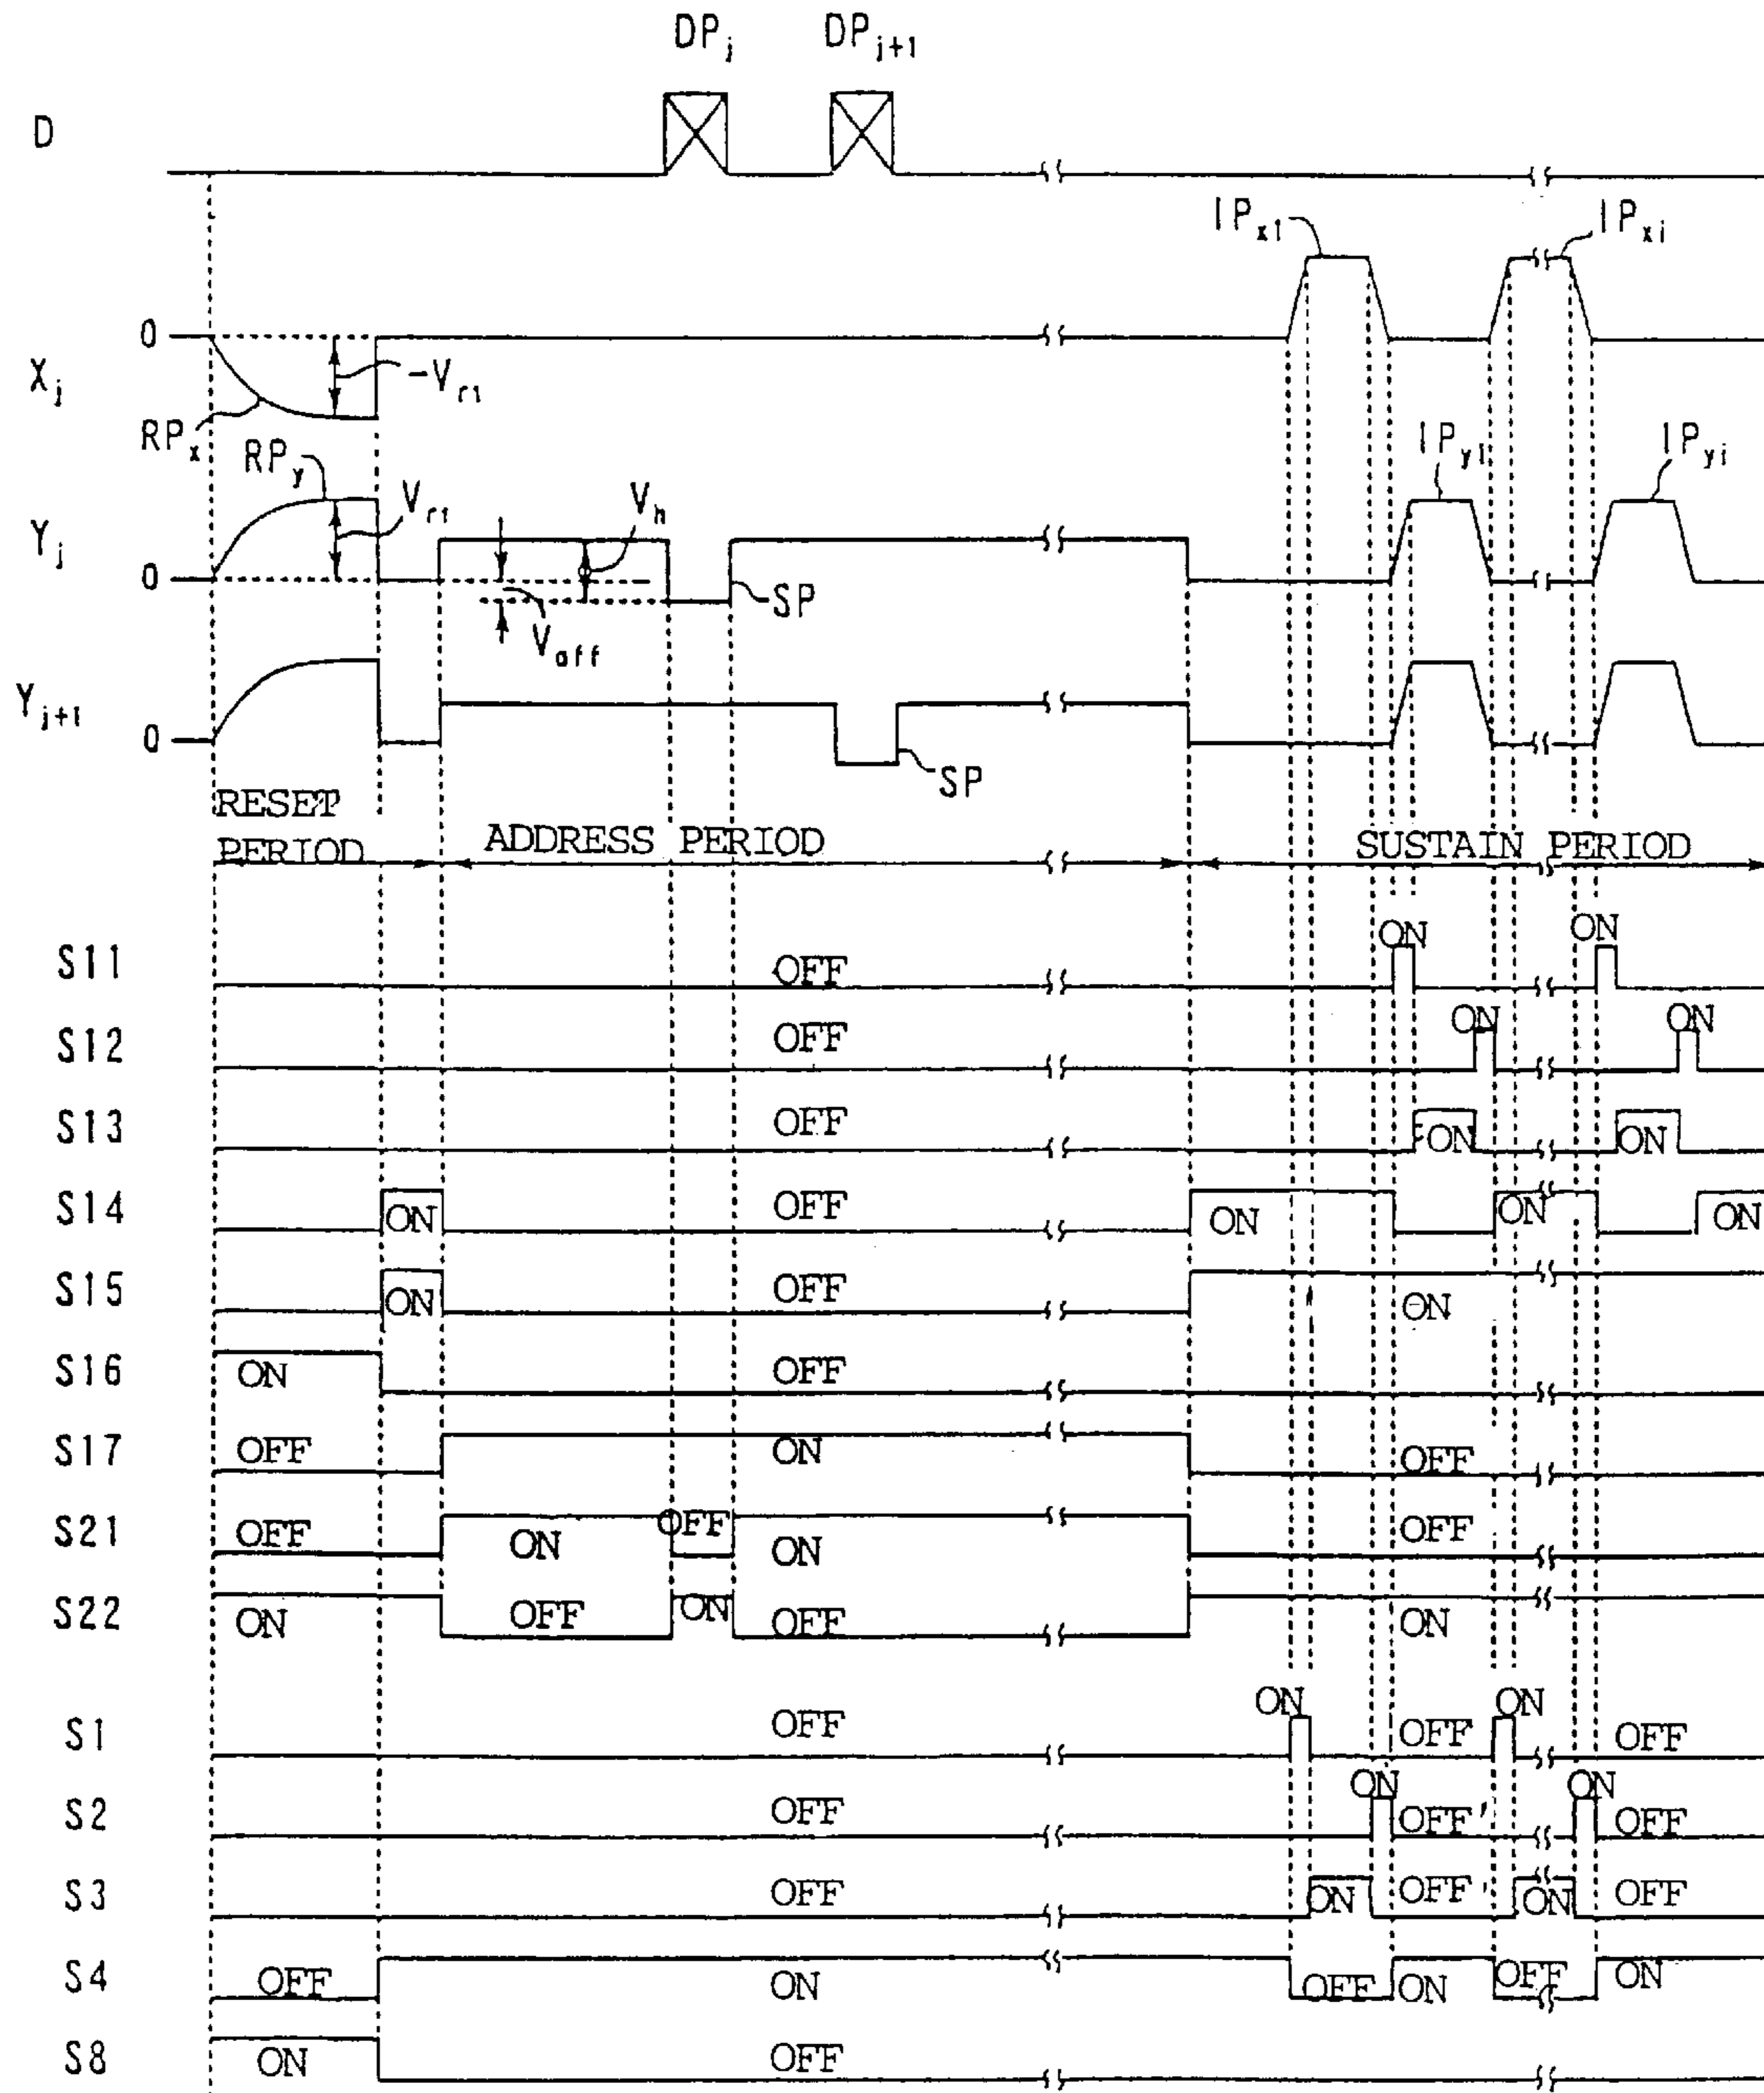 DPj DPj+1
D
IPx1 IPxi
0
Xj -Vr1
RPx
RPy IPy1 IPyi
Vr1 Vh
Yj
0
-SP
Voff
Yj+1
0
-SP
RESET
PERIOD ADDRESS PERIOD SUSTAIN PERIOD
S11 OFF ON ON
S12 OFF ON ON
S13 OFF ON ON
S14 ON OFF ON ON ON
S15 ON OFF ON
S16 ON OFF
S17 OFF ON OFF
S21 OFF ON OFF ON OFF
S22 ON OFF ON OFF ON
S1 OFF ON OFF ON OFF
S2 OFF ON OFF ON OFF
S3 OFF ON OFF ON OFF
S4 OFF ON OFF ON OFF ON
S8 ON OFF